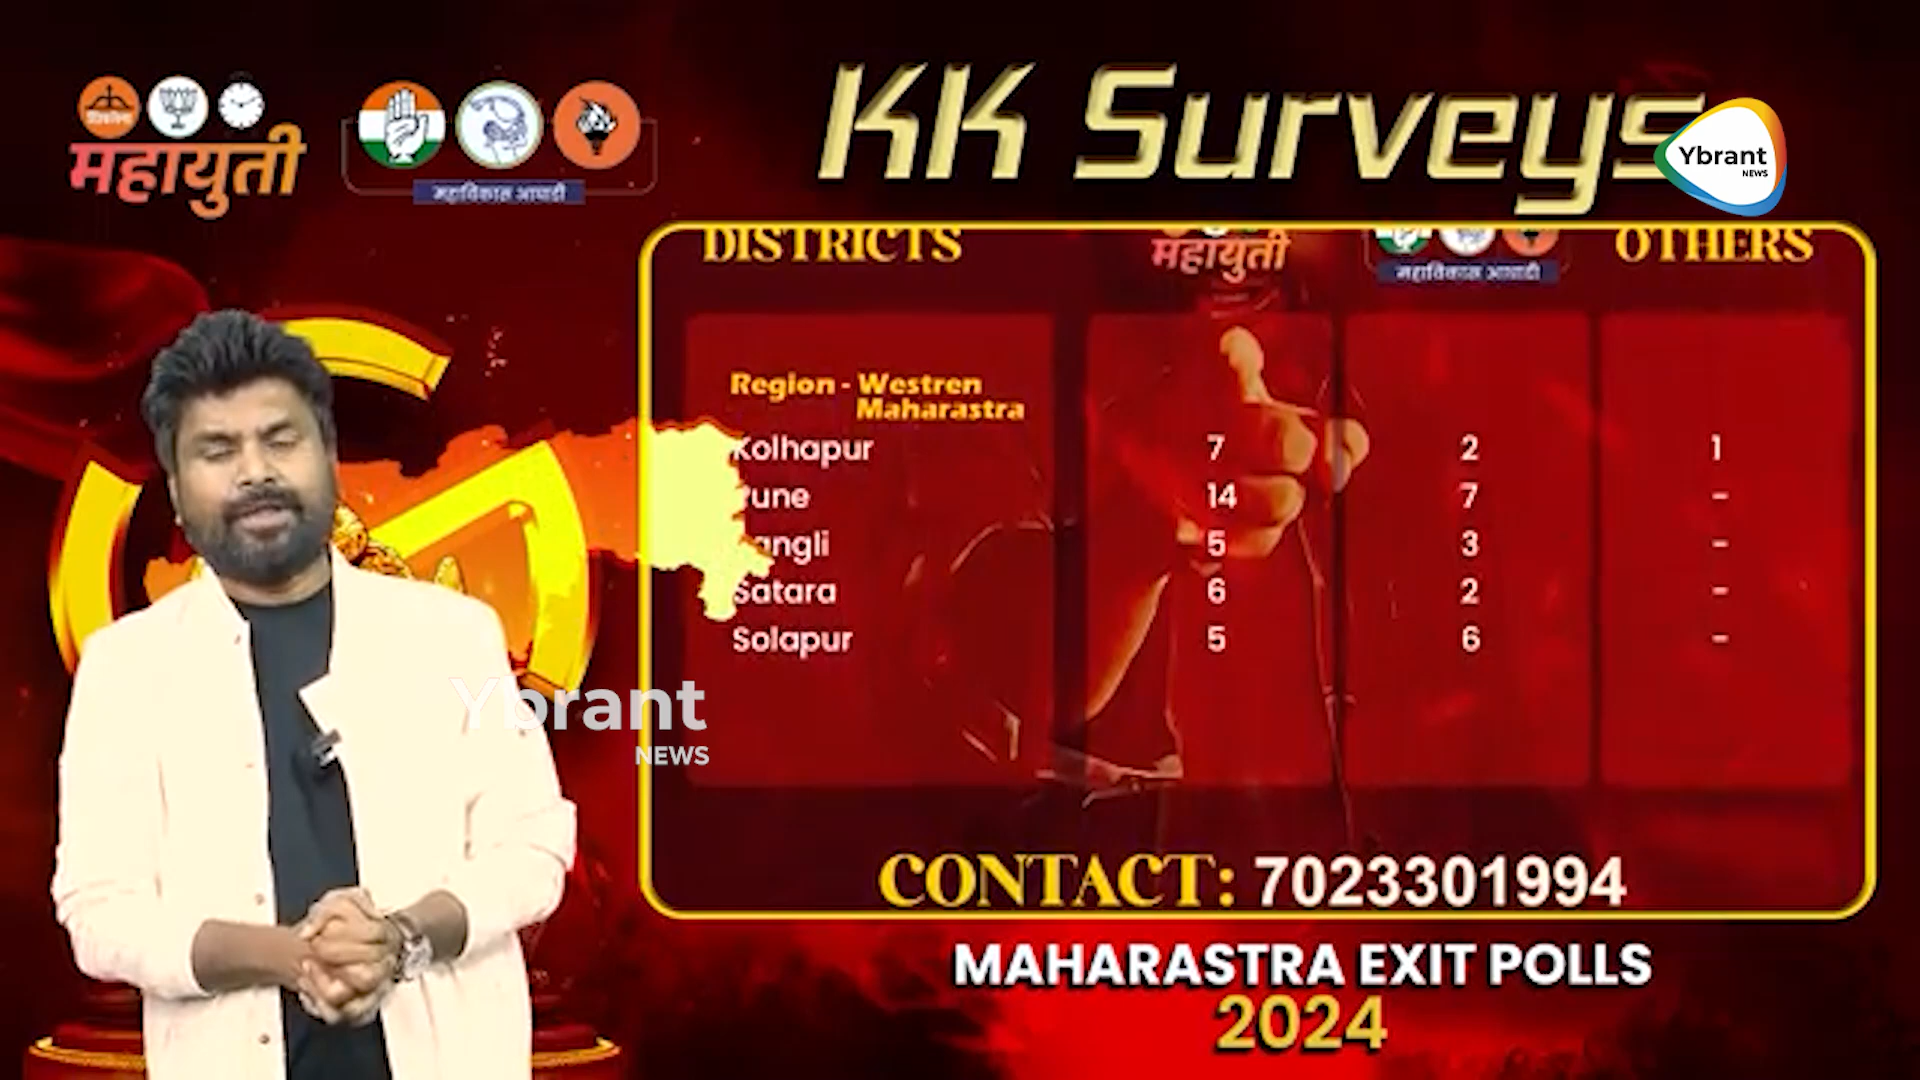 महायुती
महाविकास आघाडी
KK Surveys
Ybrant
NEWS
DISTRICTS महायुती महाविकास आघाडी OTHERS
Region - Westren
Maharastra
Kolhapur 7 2 1
Pune 14 7 -
Sangli 5 3 -
Satara 6 2 -
Solapur 5 6 -
Ybrant
NEWS
CONTACT: 7023301994
MAHARASTRA EXIT POLLS
2024